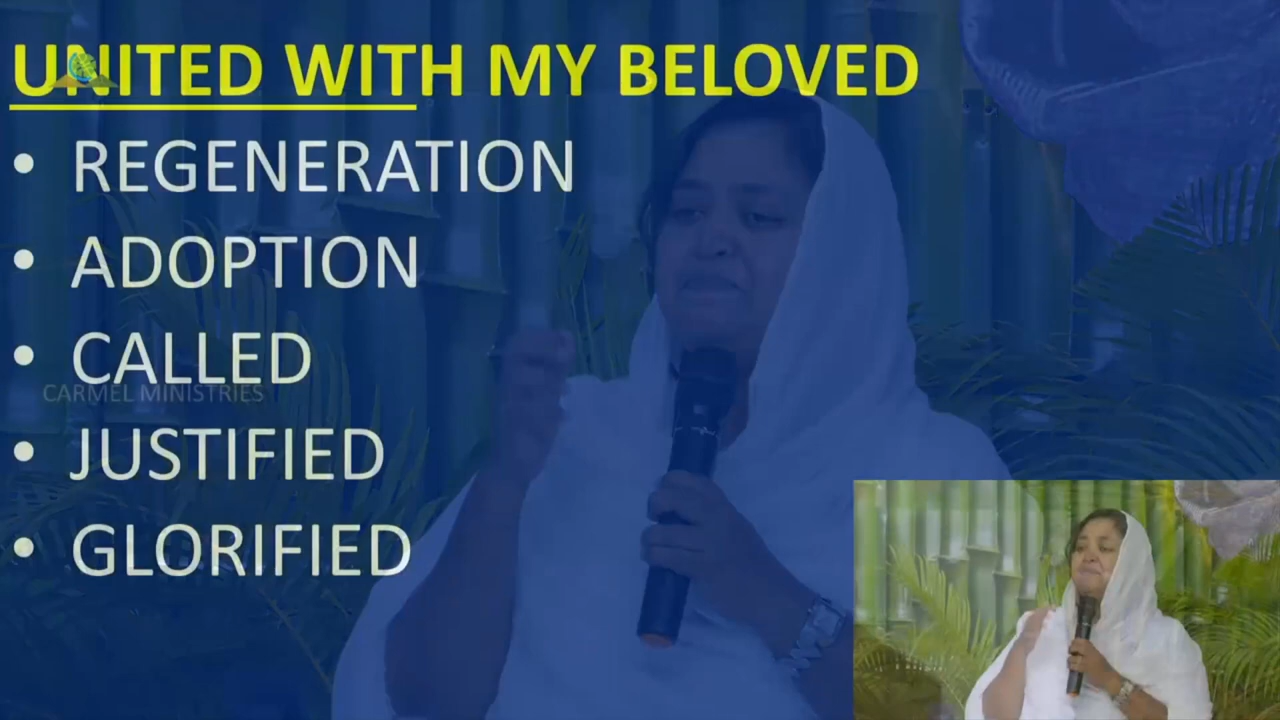 UNITED WITH MY BELOVED
• REGENERATION
• ADOPTION
• CALLED
CARMEL MINISTRIES
• JUSTIFIED
• GLORIFIED